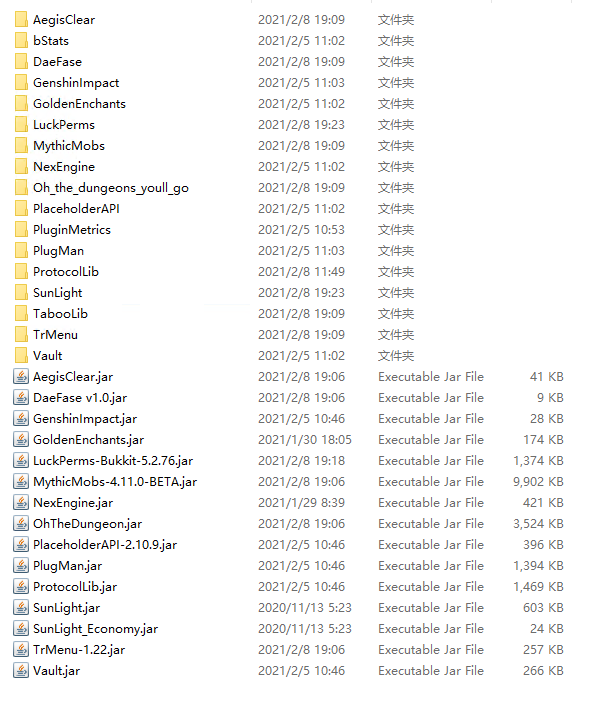 AegisClear 2021/2/8 19:09 文件夹
bStats 2021/2/5 11:02 文件夹
DaeFase 2021/2/8 19:09 文件夹
GenshinImpact 2021/2/5 11:03 文件夹
GoldenEnchants 2021/2/5 11:02 文件夹
LuckPerms 2021/2/8 19:23 文件夹
MythicMobs 2021/2/8 19:09 文件夹
NexEngine 2021/2/5 11:02 文件夹
Oh_the_dungeons_youll_go 2021/2/8 19:09 文件夹
PlaceholderAPI 2021/2/5 11:02 文件夹
PluginMetrics 2021/2/5 10:53 文件夹
PlugMan 2021/2/5 11:03 文件夹
ProtocolLib 2021/2/8 11:49 文件夹
SunLight 2021/2/8 19:23 文件夹
TabooLib 2021/2/8 19:09 文件夹
TrMenu 2021/2/8 19:09 文件夹
Vault 2021/2/5 11:02 文件夹
AegisClear.jar 2021/2/8 19:06 Executable Jar File 41 KB
DaeFase v1.0.jar 2021/2/8 19:06 Executable Jar File 9 KB
GenshinImpact.jar 2021/2/5 10:46 Executable Jar File 28 KB
GoldenEnchants.jar 2021/1/30 18:05 Executable Jar File 174 KB
LuckPerms-Bukkit-5.2.76.jar 2021/2/8 19:18 Executable Jar File 1,374 KB
MythicMobs-4.11.0-BETA.jar 2021/2/8 19:06 Executable Jar File 9,902 KB
NexEngine.jar 2021/1/29 8:39 Executable Jar File 421 KB
OhTheDungeon.jar 2021/2/8 19:06 Executable Jar File 3,524 KB
PlaceholderAPI-2.10.9.jar 2021/2/5 10:46 Executable Jar File 396 KB
PlugMan.jar 2021/2/5 10:46 Executable Jar File 1,394 KB
ProtocolLib.jar 2021/2/5 10:46 Executable Jar File 1,469 KB
SunLight.jar 2020/11/13 5:23 Executable Jar File 603 KB
SunLight_Economy.jar 2020/11/13 5:23 Executable Jar File 24 KB
TrMenu-1.22.jar 2021/2/8 19:06 Executable Jar File 257 KB
Vault.jar 2021/2/5 10:46 Executable Jar File 266 KB